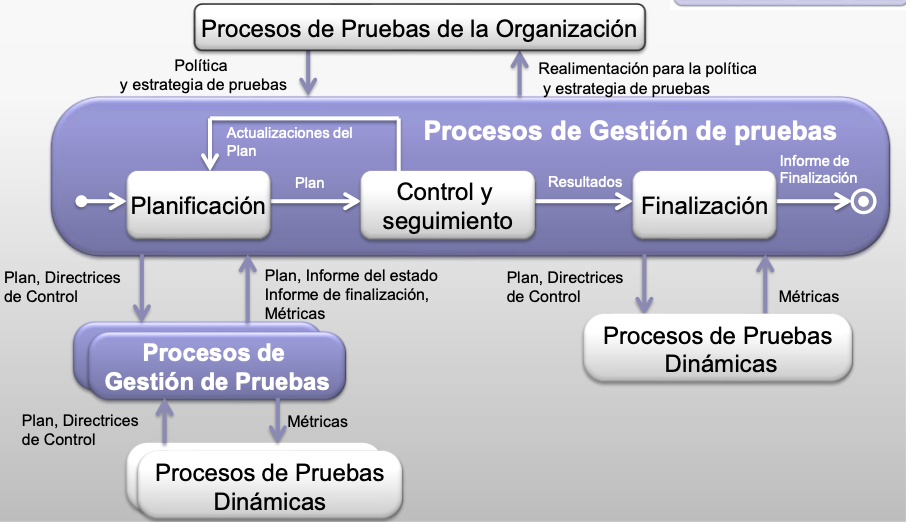 Procesos de Pruebas de la Organización
Política
y estrategia de pruebas
Realimentación para la política
y estrategia de pruebas
Procesos de Gestión de pruebas
Actualizaciones del
Plan
Planificación
Plan
Control y
seguimiento
Resultados
Finalización
Informe de
Finalización
Plan, Directrices
de Control
Plan, Informe del estado
Informe de finalización,
Métricas
Plan, Directrices
de Control
Métricas
Procesos de
Gestión de Pruebas
Procesos de Pruebas
Dinámicas
Plan, Directrices
de Control
Métricas
Procesos de Pruebas
Dinámicas